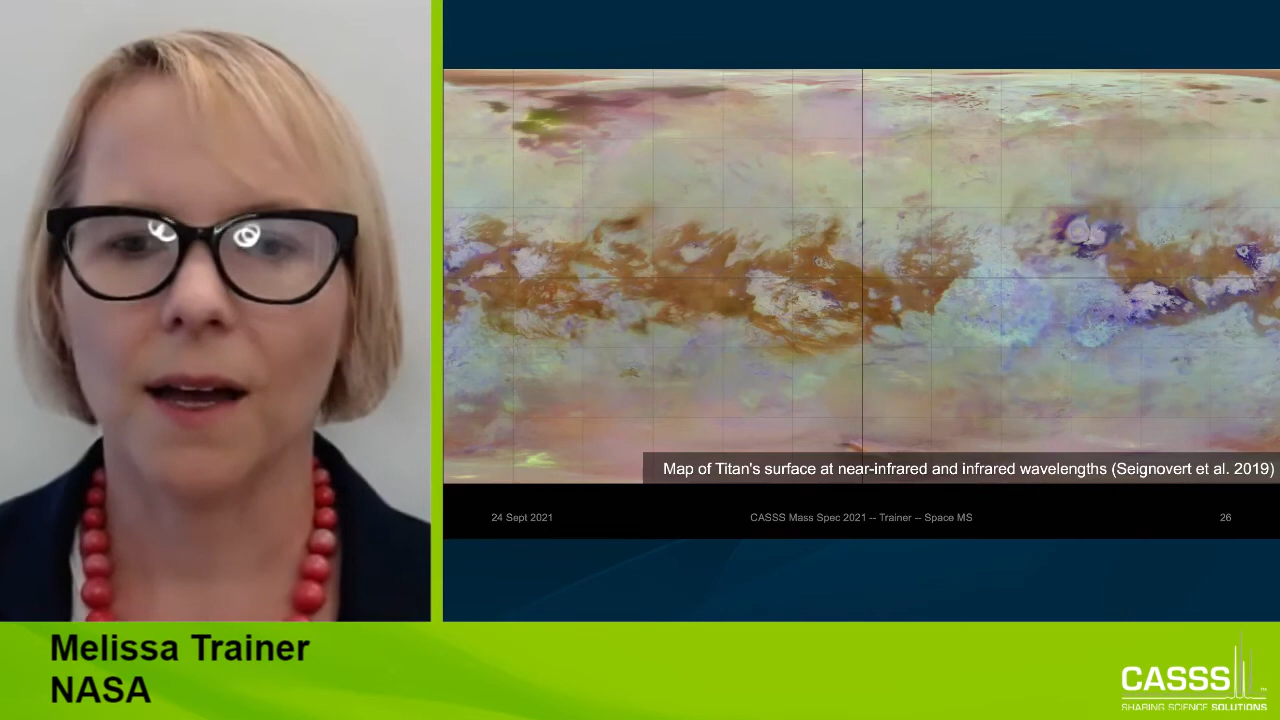 Map of Titan's surface at near-infrared and infrared wavelengths (Seignovert et al. 2019)
24 Sept 2021
CASSS Mass Spec 2021 -- Trainer -- Space MS
26
Melissa Trainer
NASA
CASSS
SHARING SCIENCE SOLUTIONS